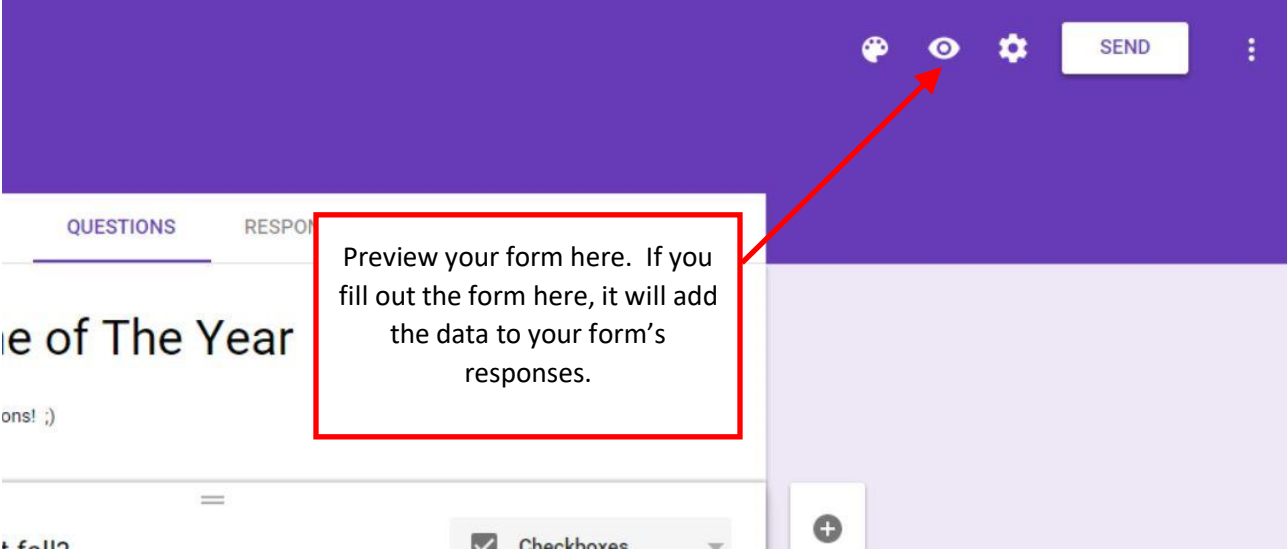 SEND
QUESTIONS RESPON
Preview your form here. If you
fill out the form here, it will add
the data to your form’s
responses.
e of The Year
ons! ;)
Checkboxes